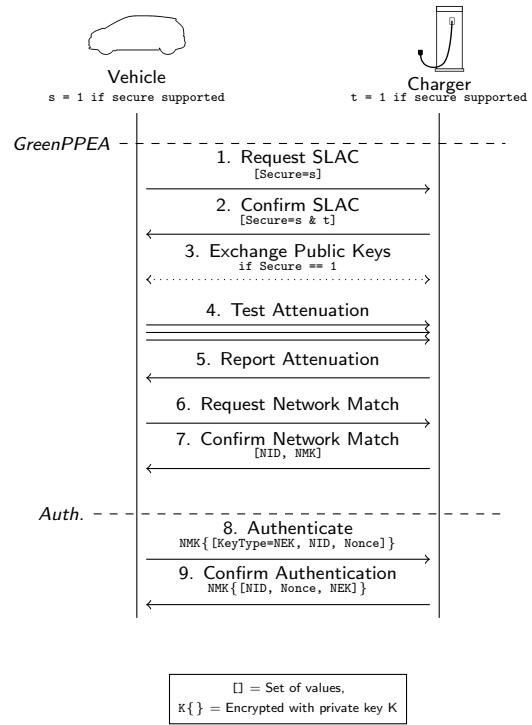 Vehicle
s = 1 if secure supported
Charger
t = 1 if secure supported
GreenPPEA
1. Request SLAC
[Secure=s]
2. Confirm SLAC
[Secure=s & t]
3. Exchange Public Keys
if Secure == 1
4. Test Attenuation
5. Report Attenuation
6. Request Network Match
7. Confirm Network Match
[NID, NMK]
Auth.
8. Authenticate
NMK{[KeyType=NEK, NID, Nonce]}
9. Confirm Authentication
NMK{[NID, Nonce, NEK]}
[] = Set of values,
K{} = Encrypted with private key K